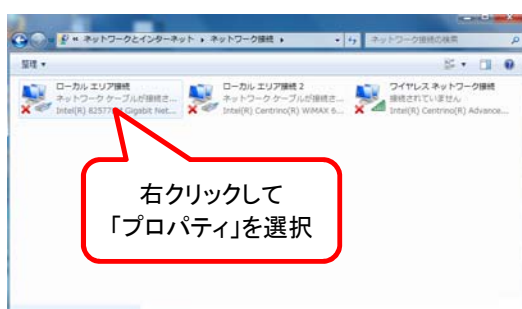 « ネットワークとインターネット ▸ ネットワーク接続 ▸
ネットワーク接続の検索
整理 ▼
ローカル エリア接続
ネットワーク ケーブルが接続さ...
Intel(R) 82577 Gigabit Net...
ローカル エリア接続 2
ネットワーク ケーブルが接続さ...
Intel(R) Centrino(R) WiMAX 6...
ワイヤレス ネットワーク接続
接続されていません
Intel(R) Centrino(R) Advance...
右クリックして
「プロパティ」を選択